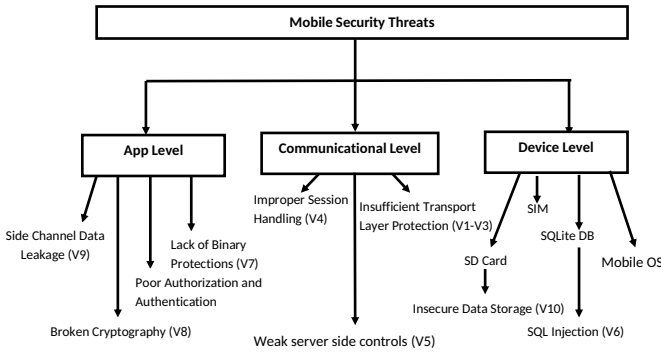 Mobile Security Threats
App Level
Communicational Level
Device Level
Side Channel Data
Leakage (V9)
Lack of Binary
Protections (V7)
Poor Authorization and
Authentication
Broken Cryptography (V8)
Improper Session
Handling (V4)
Insufficient Transport
Layer Protection (V1-V3)
Weak server side controls (V5)
SIM
SQLite DB
SD Card
Mobile OS
Insecure Data Storage (V10)
SQL Injection (V6)